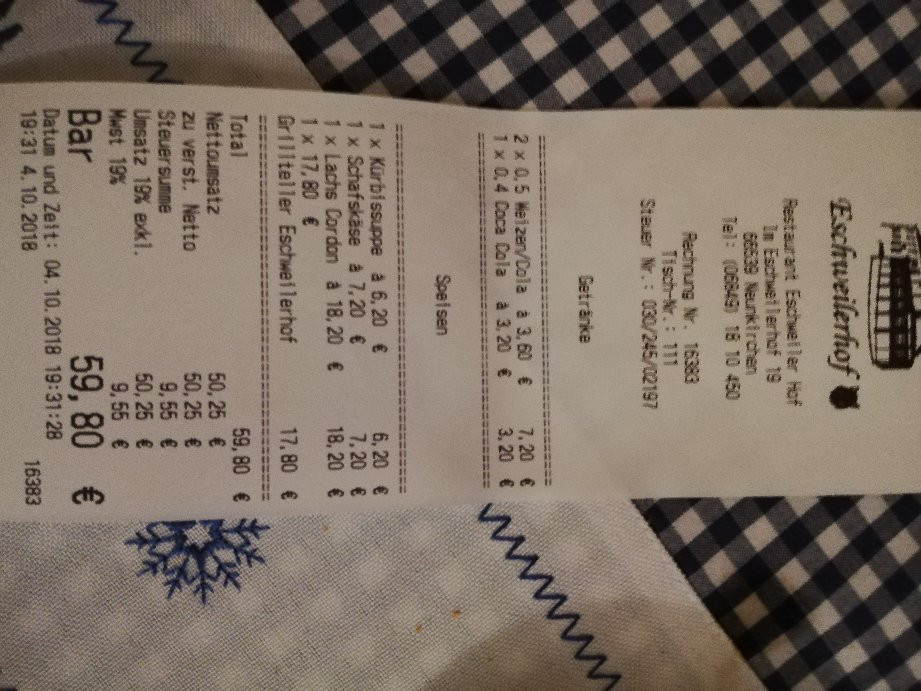 Eschweilerhof
Restaurant Eschweiler Hof
Im Eschweilerhof 19
66539 Neunkirchen
Tel: (06849) 18 10 450
Rechnung Nr. 16383
Tisch-Nr.: 111
Steuer Nr.: 030/245/02197
Getränke
2 x 0,5 Weizen/Cola à 3,60 € 7,20 €
1 x 0,4 Coca Cola à 3,20 € 3,20 €
Speisen
1 x Kürbissuppe à 6,20 € 6,20 €
1 x Schafskäse à 7,20 € 7,20 €
1 x Lachs Cordon à 18,20 € 18,20 €
1 x 17,80 €
Grillteller Eschweilerhof 17,80 €
Total 59,80 €
Nettoumsatz 50,25 €
zu verst. Netto 50,25 €
Steuersumme 9,55 €
Umsatz 19% exkl. 50,25 €
Mwst 19% 9,55 €
Bar 59,80 €
Datum und Zeit: 04.10.2018 19:31:28
19:31 4.10.2018 16383